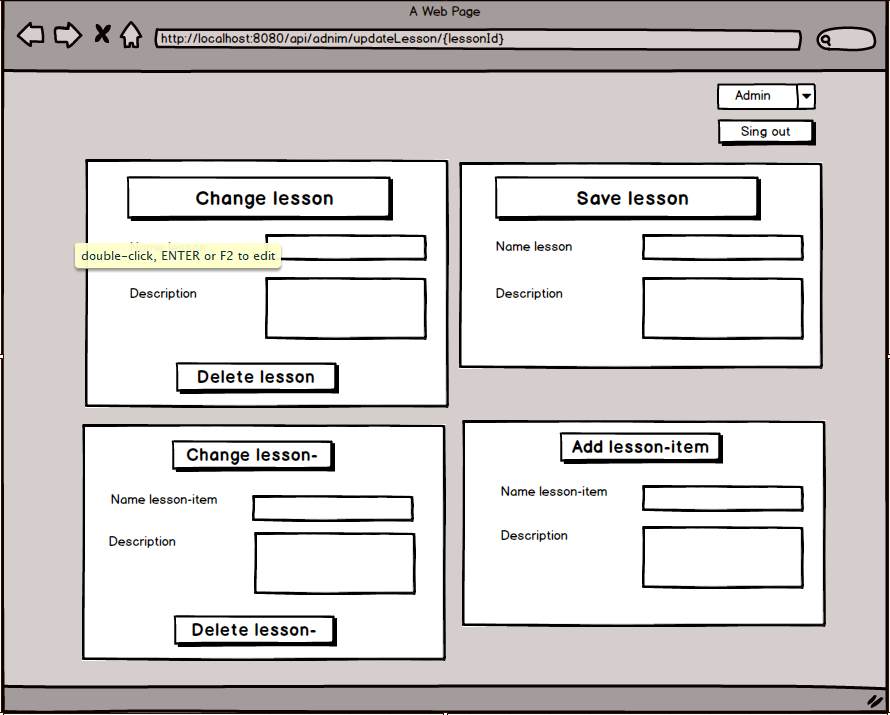 A Web Page
http://localhost:8080/api/adnim/updateLesson/{lessonId}
Admin
Sing out
Change lesson
double-click, ENTER or F2 to edit
Description
Delete lesson
Save lesson
Name lesson
Description
Change lesson-
Name lesson-item
Description
Delete lesson-
Add lesson-item
Name lesson-item
Description